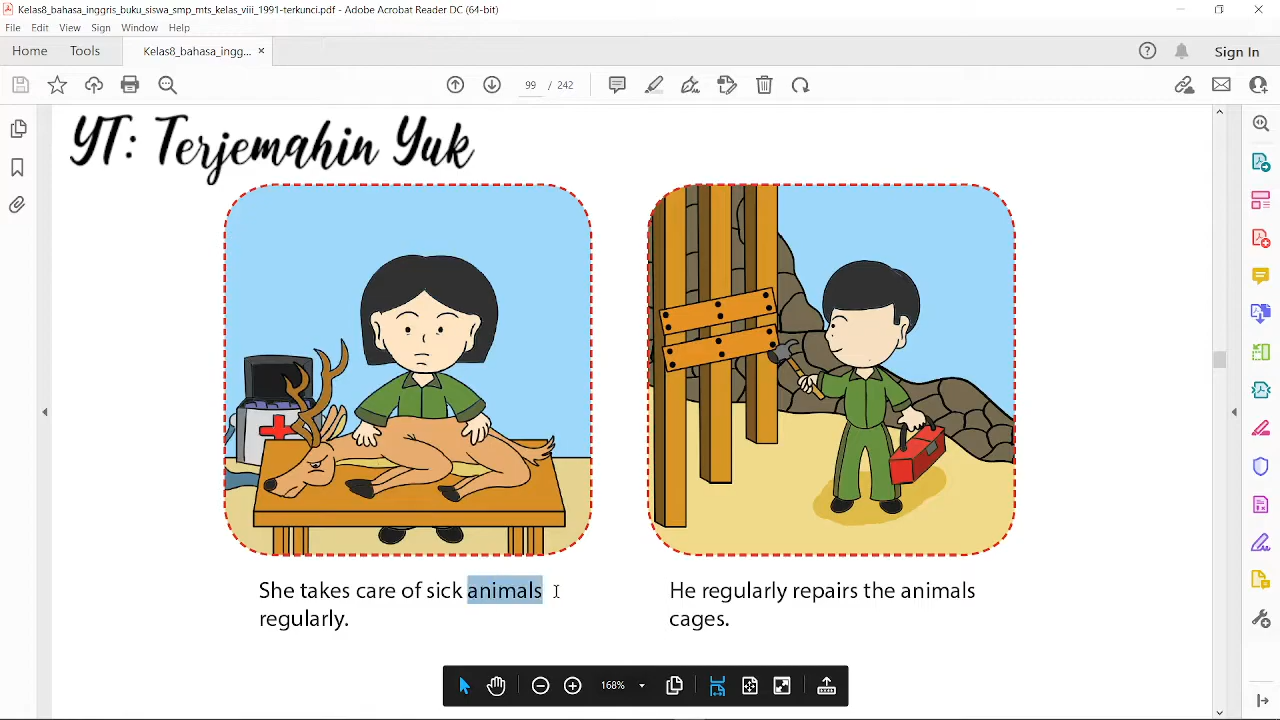 Kelas8_bahasa_inggris_buku_siswa_smp_mts_kelas_viii_1991-terkunci.pdf - Adobe Acrobat Reader DC (64-bit)
File Edit View Sign Window Help
Home Tools Kelas8_bahasa_ingg... × Sign In
99 / 242
YT: Terjemahin Yuk
She takes care of sick animals
regularly.
He regularly repairs the animals
cages.
168%